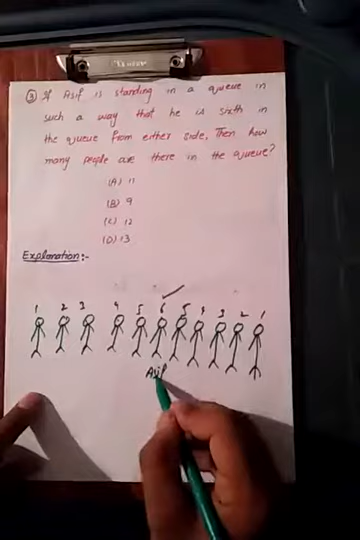 ③ If Asif is standing in a queue in
such a way that he is sixth in
the queue from either side, Then how
many people are there in the queue?
(A) 11
(B) 9
(C) 12
(D) 13
Explanation:-
1 2 3 4 5 6 5 4 3 2 1
Asif